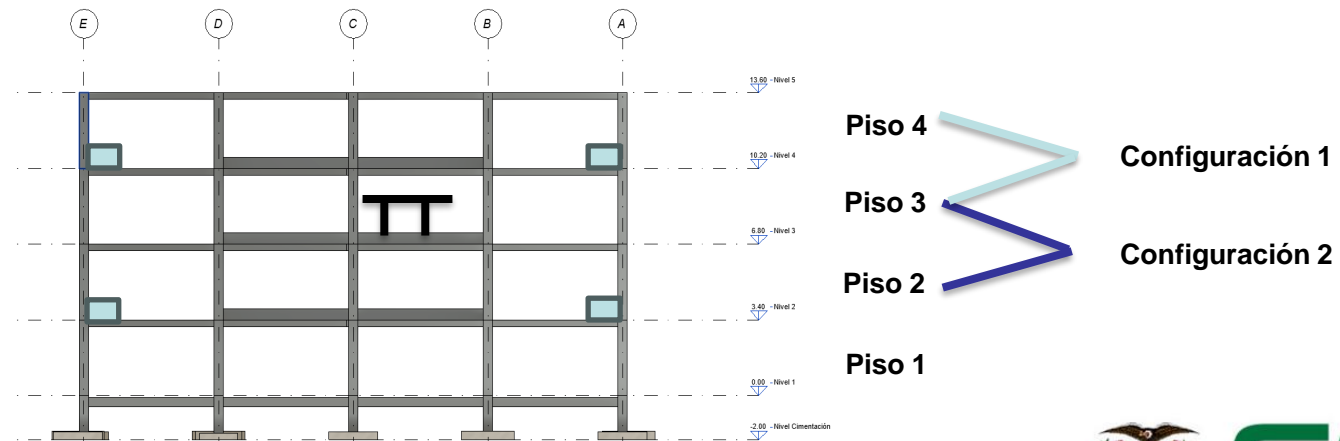 E D C B A
13.60 - Nivel 5
10.20 - Nivel 4
6.80 - Nivel 3
3.40 - Nivel 2
0.00 - Nivel 1
-2.00 - Nivel Cimentación
Piso 4
Configuración 1
Piso 3
Configuración 2
Piso 2
Piso 1